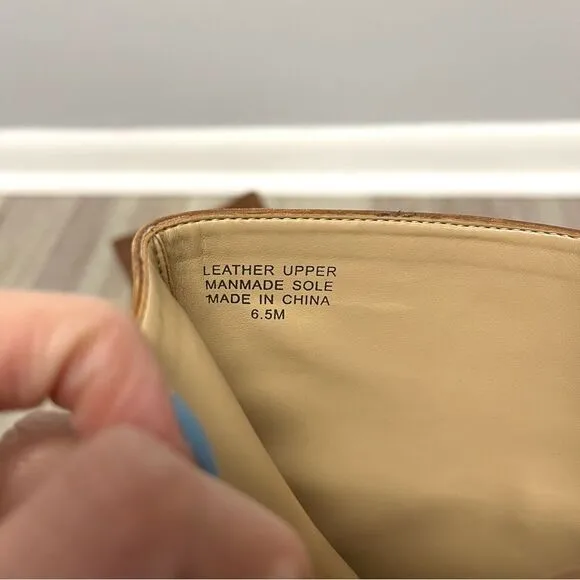 LEATHER UPPER
MANMADE SOLE
MADE IN CHINA
6.5M